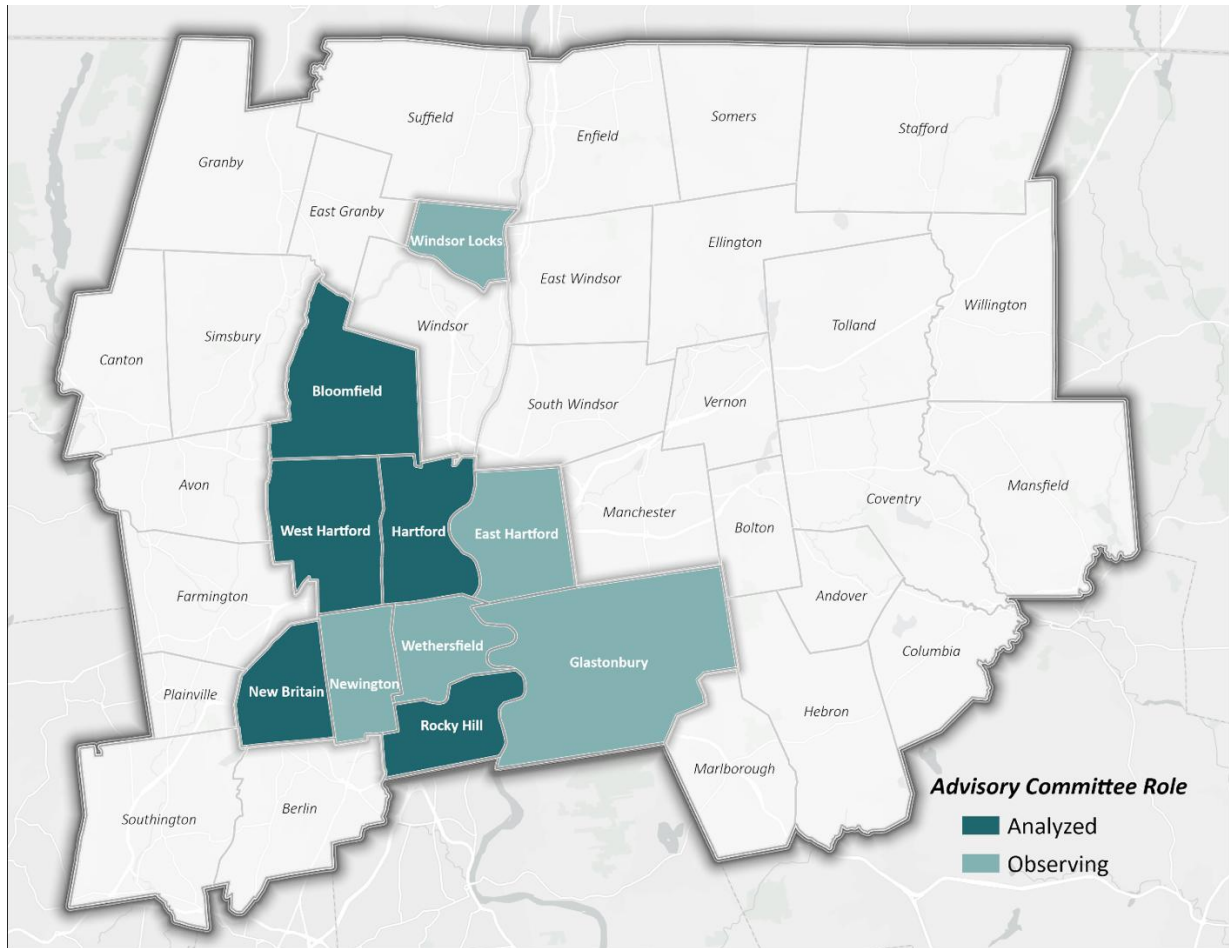 Suffield
Enfield
Somers
Stafford
Granby
East Granby
Windsor Locks
Ellington
East Windsor
Willington
Tolland
Windsor
Simsbury
Canton
Bloomfield
South Windsor
Vernon
Avon
Mansfield
Coventry
Manchester
Bolton
West Hartford
Hartford
East Hartford
Farmington
Andover
Wethersfield
Columbia
Glastonbury
Newington
New Britain
Plainville
Hebron
Rocky Hill
Marlborough
Berlin
Southington
Advisory Committee Role
Analyzed
Observing